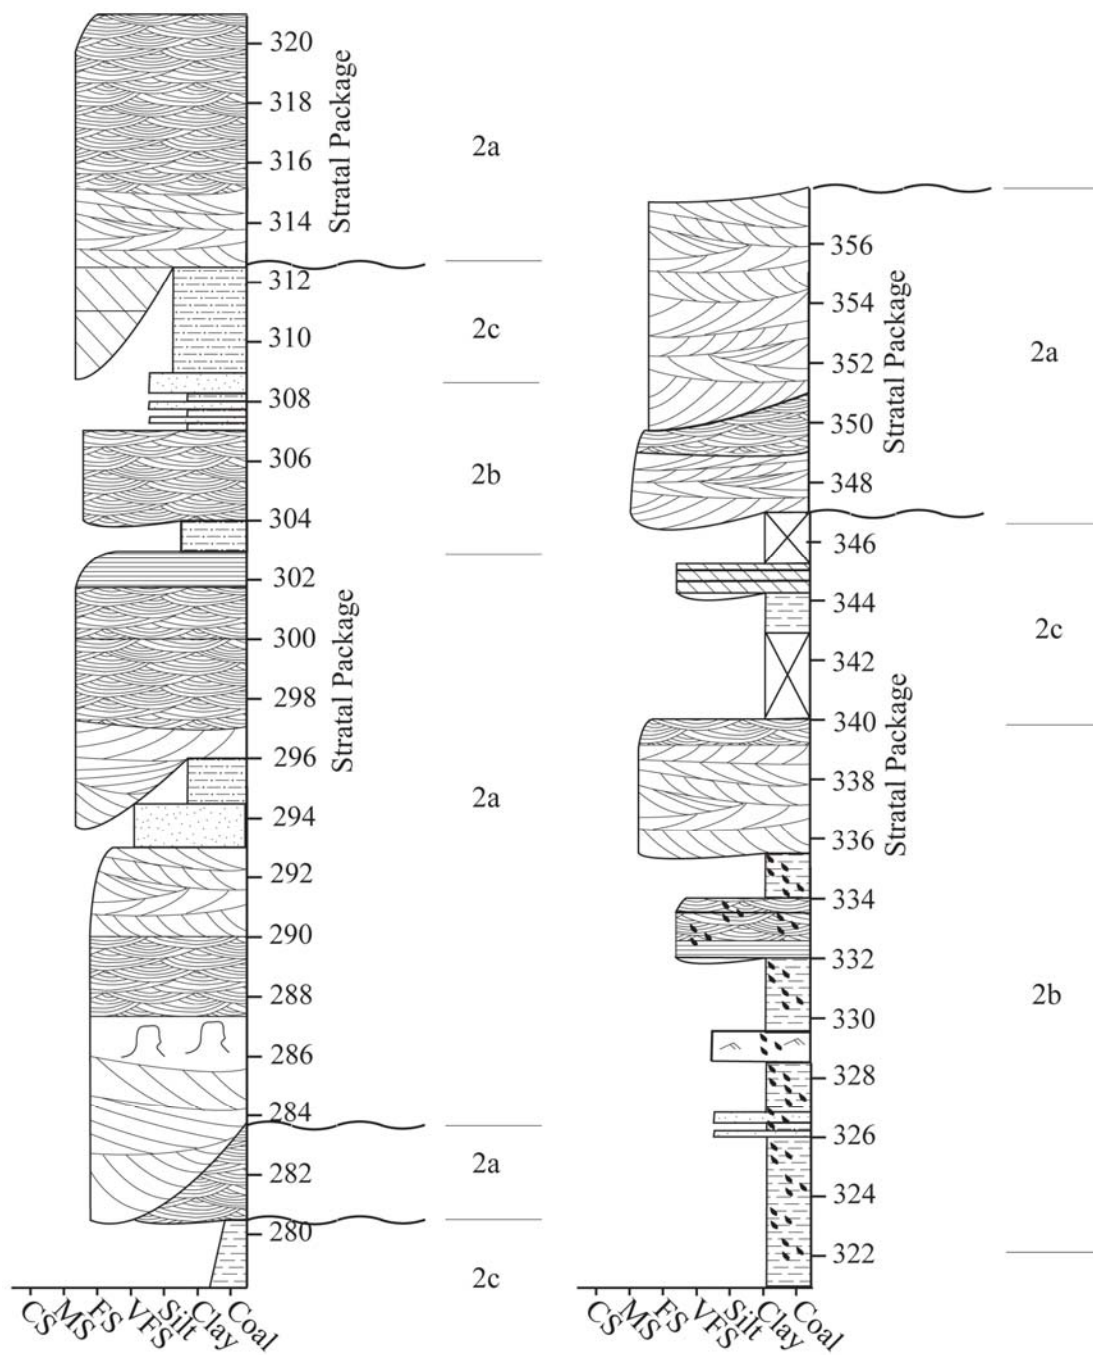 320
318
316
314
312
310
308
306
304
302
300
298
296
294
292
290
288
286
284
282
280
Stratal Package
Stratal Package
2a
2c
2b
2a
2a
2c
CS
MS
FS
VFS
Silt
Clay
Coal
356
354
352
350
348
346
344
342
340
338
336
334
332
330
328
326
324
322
Stratal Package
Stratal Package
2a
2c
2b
CS
MS
FS
VFS
Silt
Clay
Coal